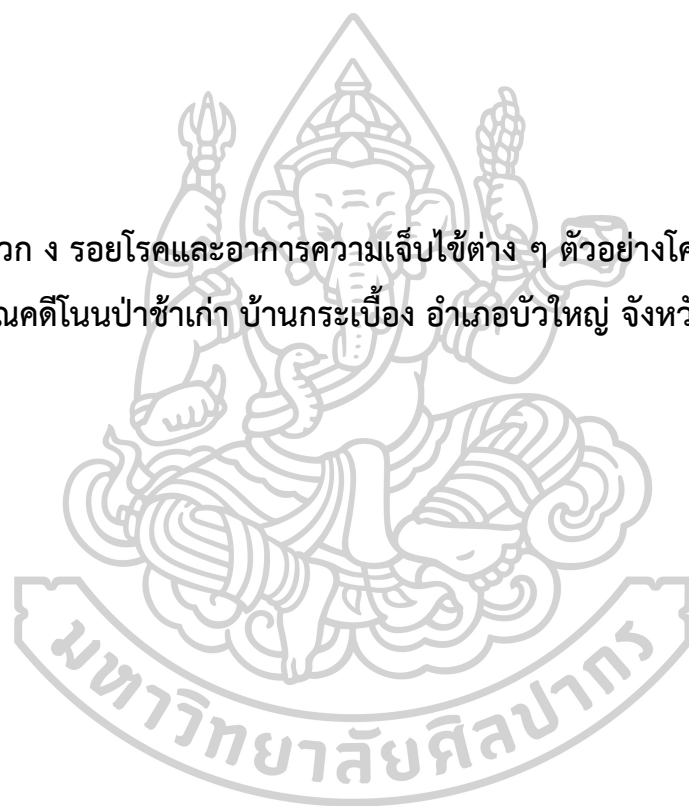 วก ง รอยโรคและอาการความเจ็บไข้ต่าง ๆ ตัวอย่างโค
ณคดีโนนป่าช้าเก่า บ้านกระเบื้อง อำเภอบัวใหญ่ จังหวั
มหาวิทยาลัยศิลปากร